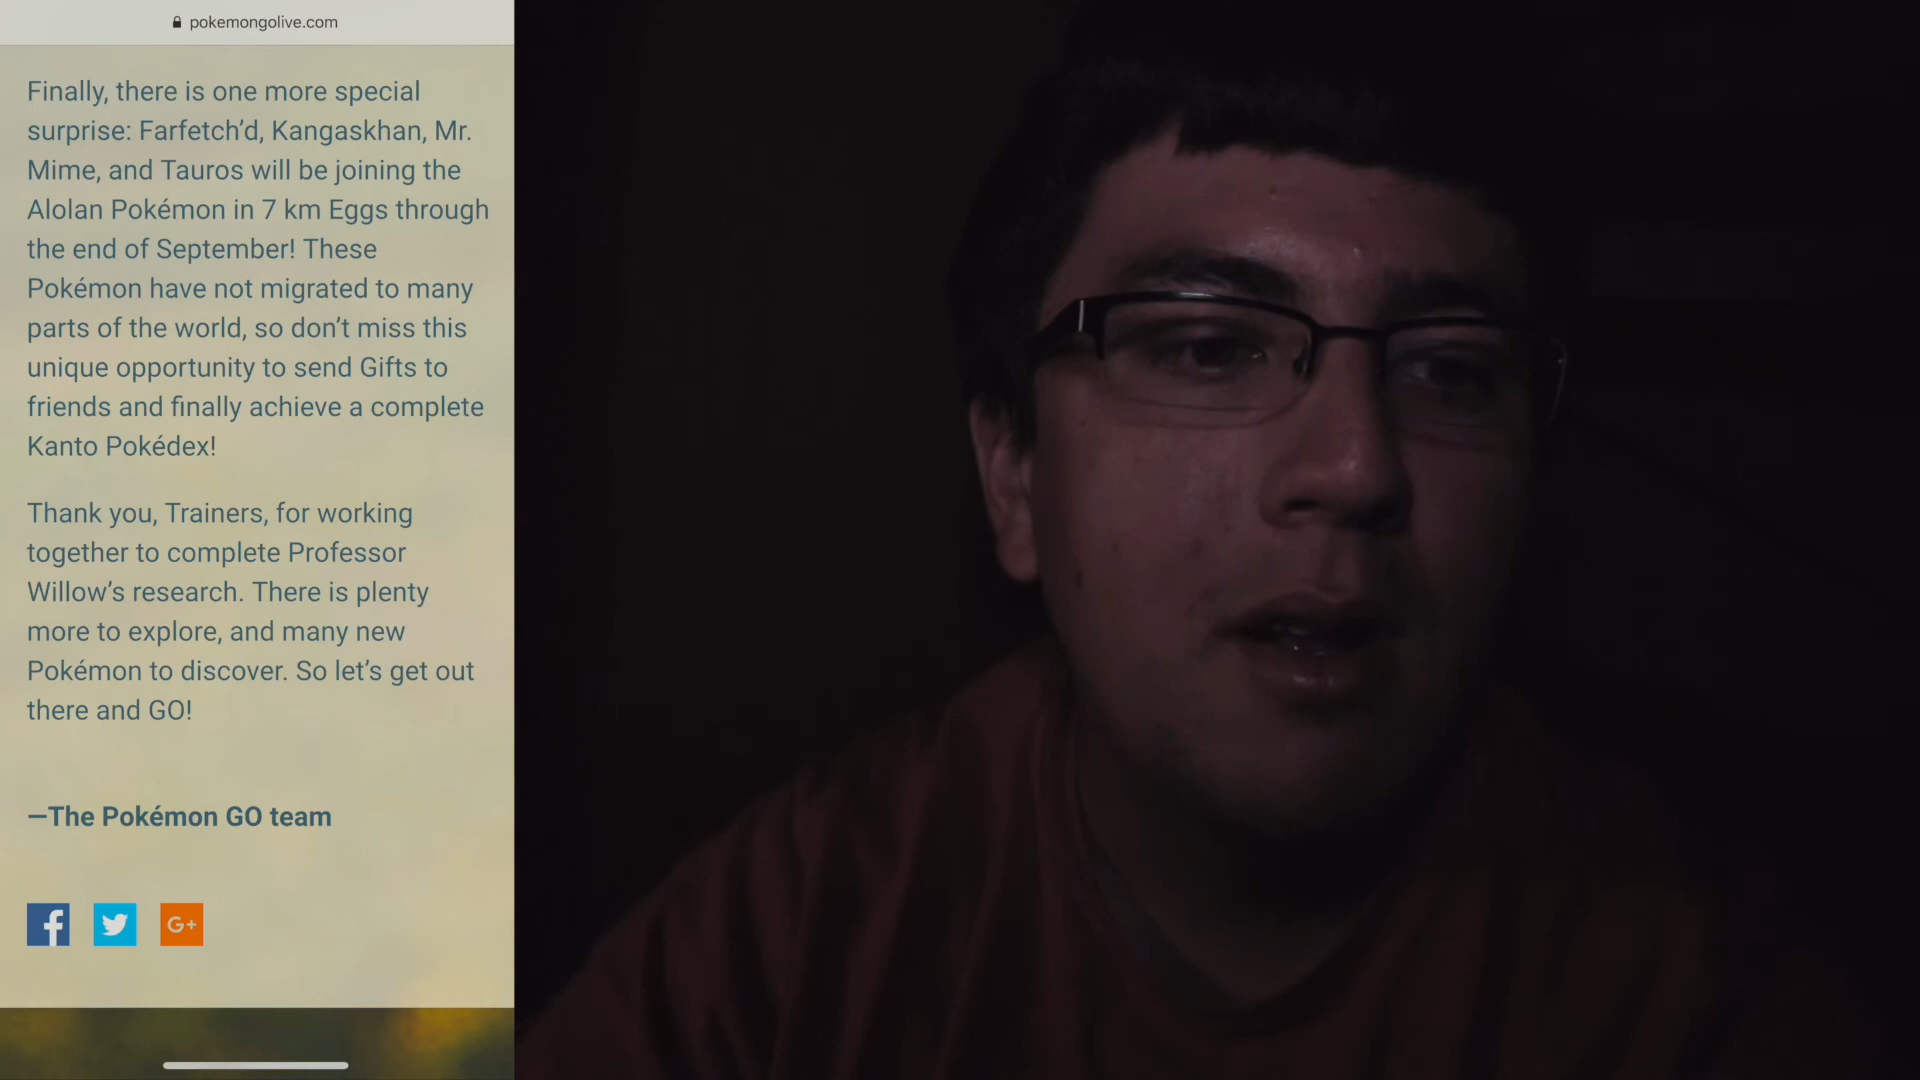 pokemongolive.com
Finally, there is one more special
surprise: Farfetch’d, Kangaskhan, Mr.
Mime, and Tauros will be joining the
Alolan Pokémon in 7 km Eggs through
the end of September! These
Pokémon have not migrated to many
parts of the world, so don’t miss this
unique opportunity to send Gifts to
friends and finally achieve a complete
Kanto Pokédex!
Thank you, Trainers, for working
together to complete Professor
Willow’s research. There is plenty
more to explore, and many new
Pokémon to discover. So let’s get out
there and GO!
—The Pokémon GO team
f
G+